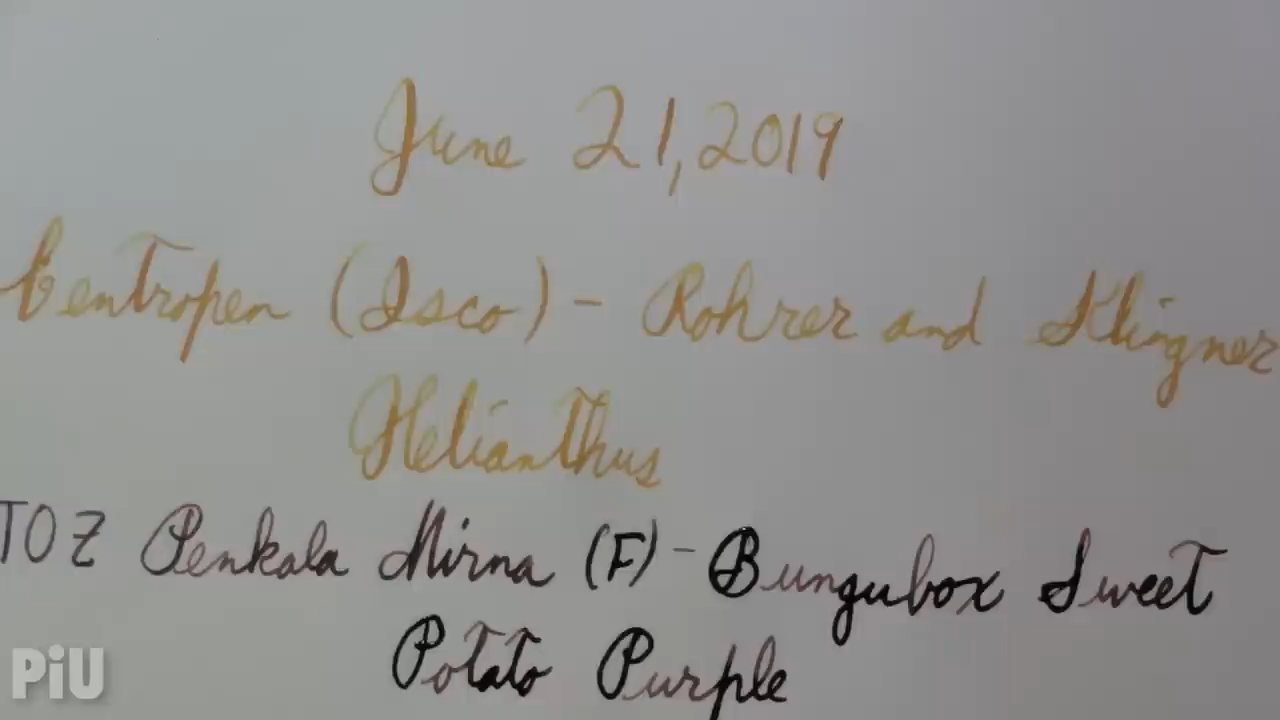 June 21, 2019
Centropen (Isco) - Rohrer and Klingner
Helianthus
TOZ Penkala Mirna (F) - Bungubox Sweet
Potato Purple
PiU